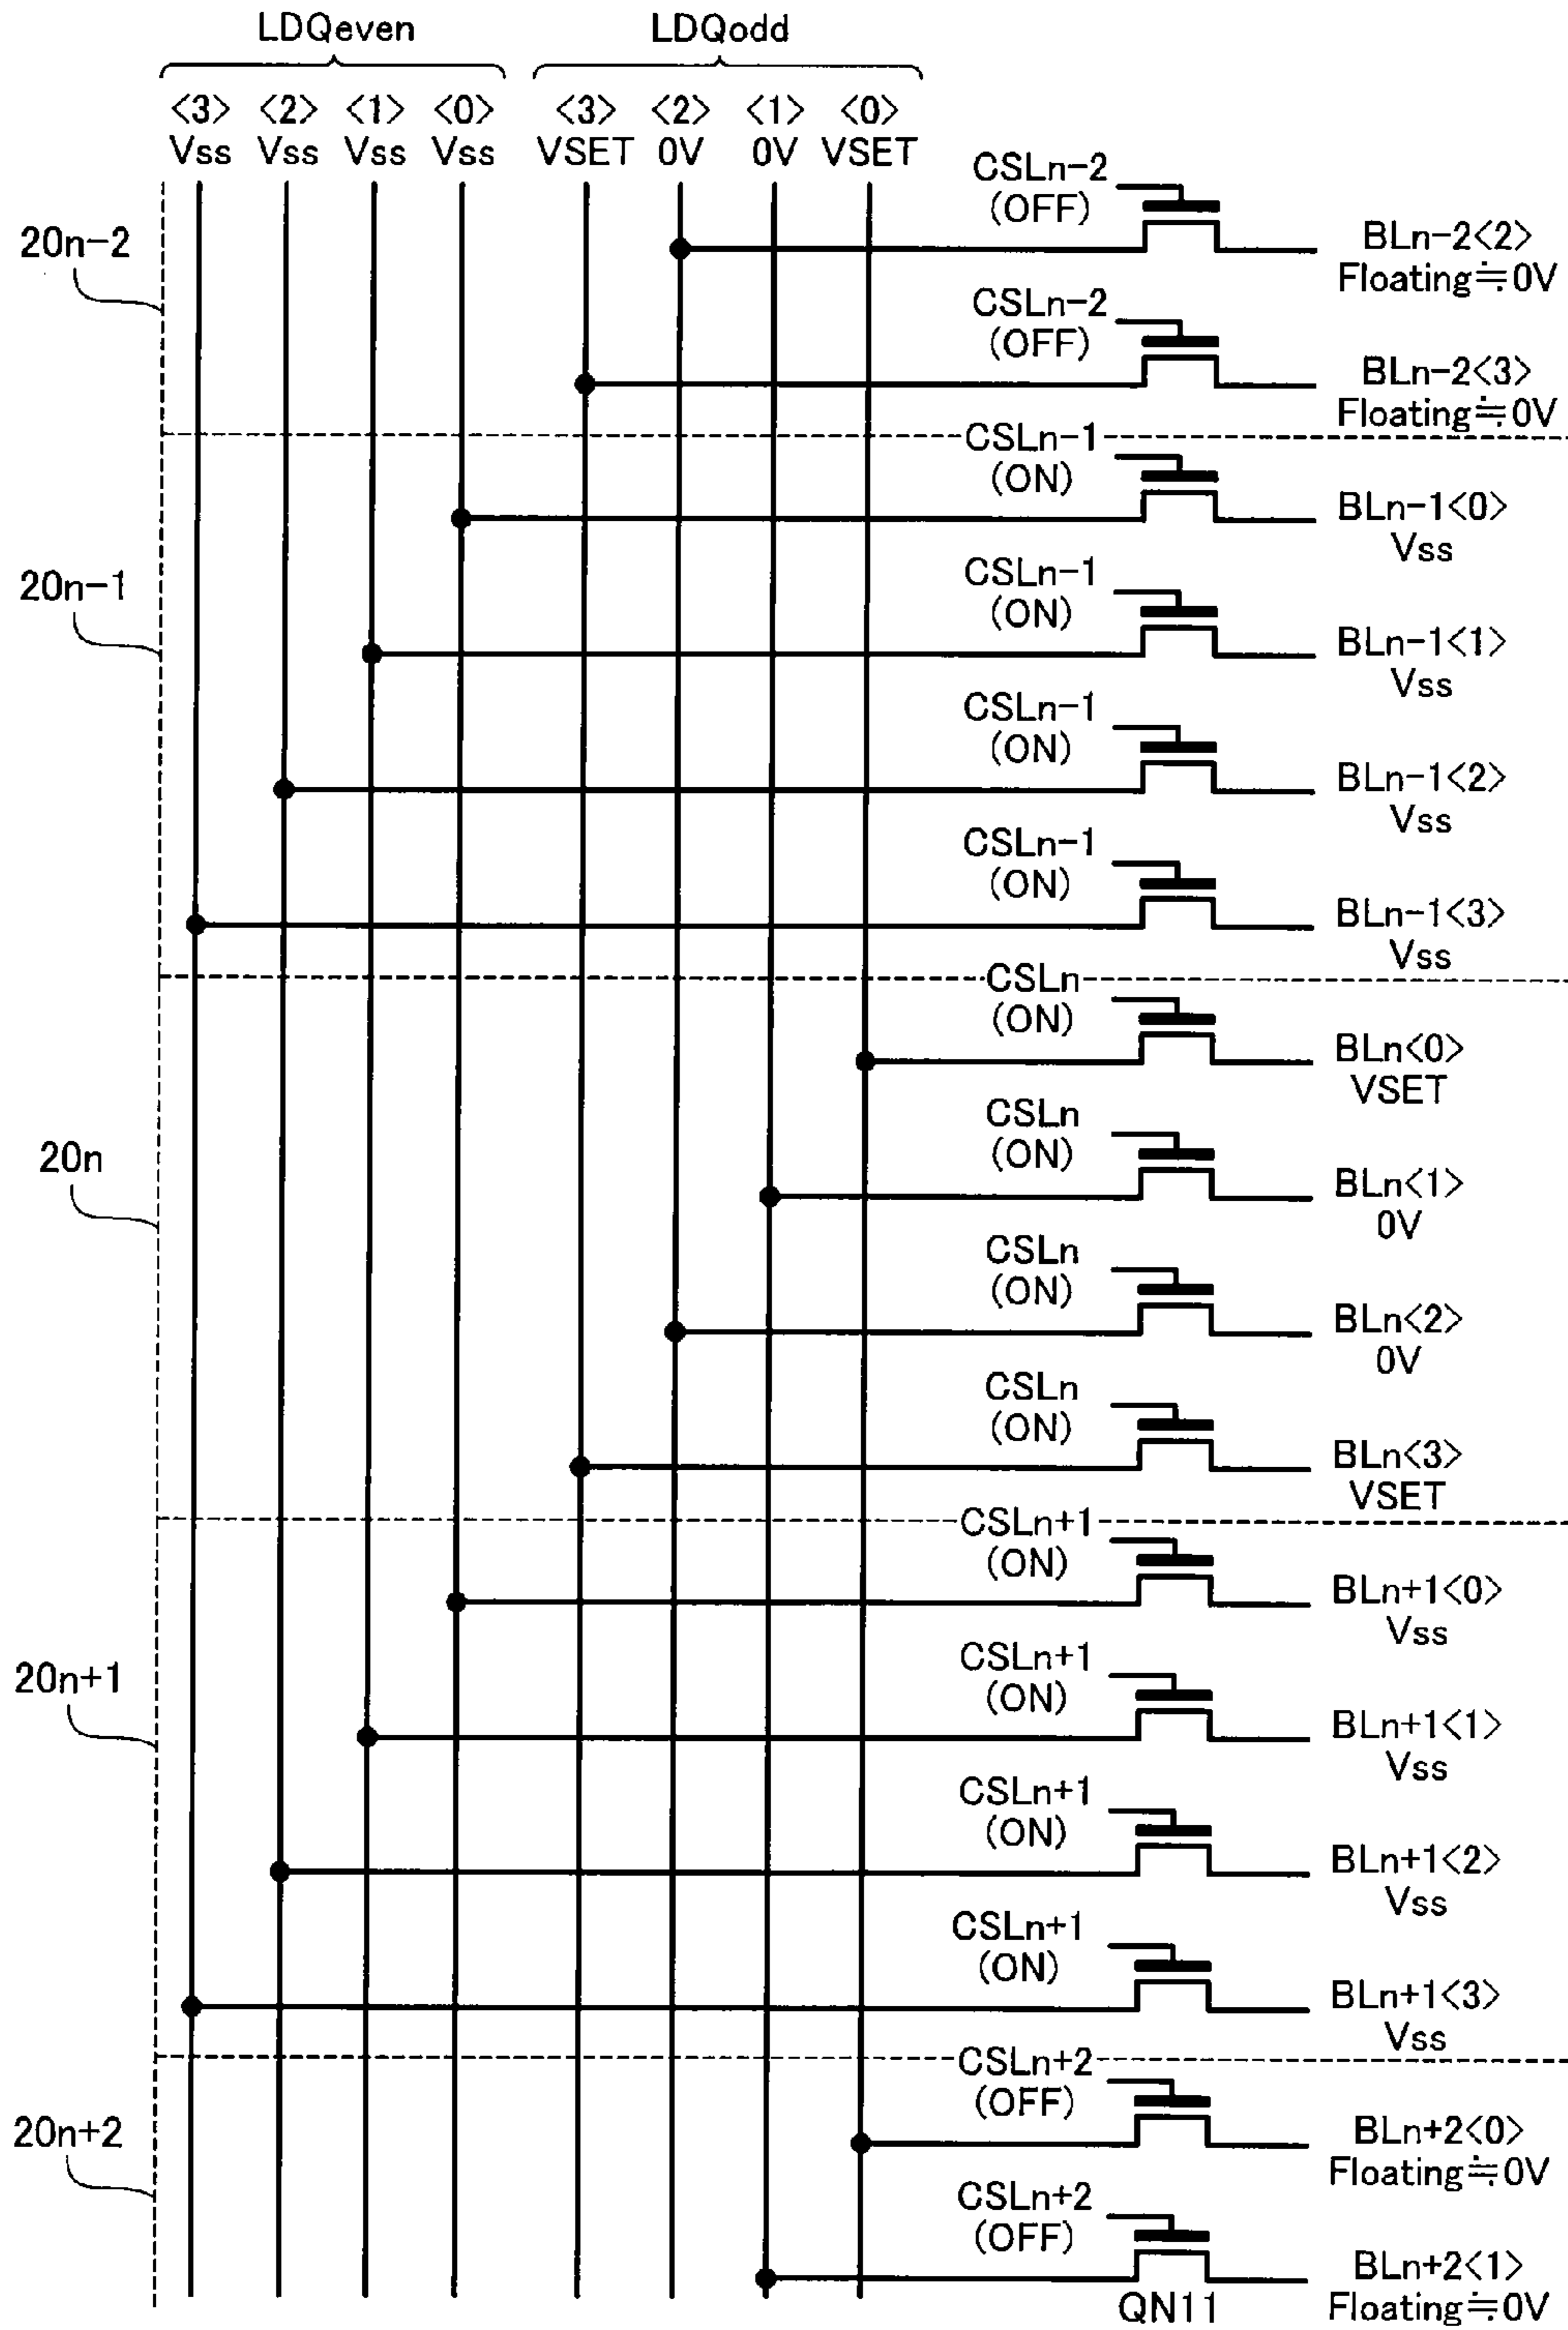 LDQeven LDQodd
<3> <2> <1> <0> <3> <2> <1> <0>
Vss Vss Vss Vss VSET 0V 0V VSET
20n-2
CSLn-2
(OFF)
BLn-2<2>
Floating≒0V
CSLn-2
(OFF)
BLn-2<3>
Floating≒0V
20n-1
CSLn-1
(ON)
BLn-1<0>
Vss
CSLn-1
(ON)
BLn-1<1>
Vss
CSLn-1
(ON)
BLn-1<2>
Vss
CSLn-1
(ON)
BLn-1<3>
Vss
20n
CSLn
(ON)
BLn<0>
VSET
CSLn
(ON)
BLn<1>
0V
CSLn
(ON)
BLn<2>
0V
CSLn
(ON)
BLn<3>
VSET
20n+1
CSLn+1
(ON)
BLn+1<0>
Vss
CSLn+1
(ON)
BLn+1<1>
Vss
CSLn+1
(ON)
BLn+1<2>
Vss
CSLn+1
(ON)
BLn+1<3>
Vss
20n+2
CSLn+2
(OFF)
BLn+2<0>
Floating≒0V
CSLn+2
(OFF)
QN11
BLn+2<1>
Floating≒0V